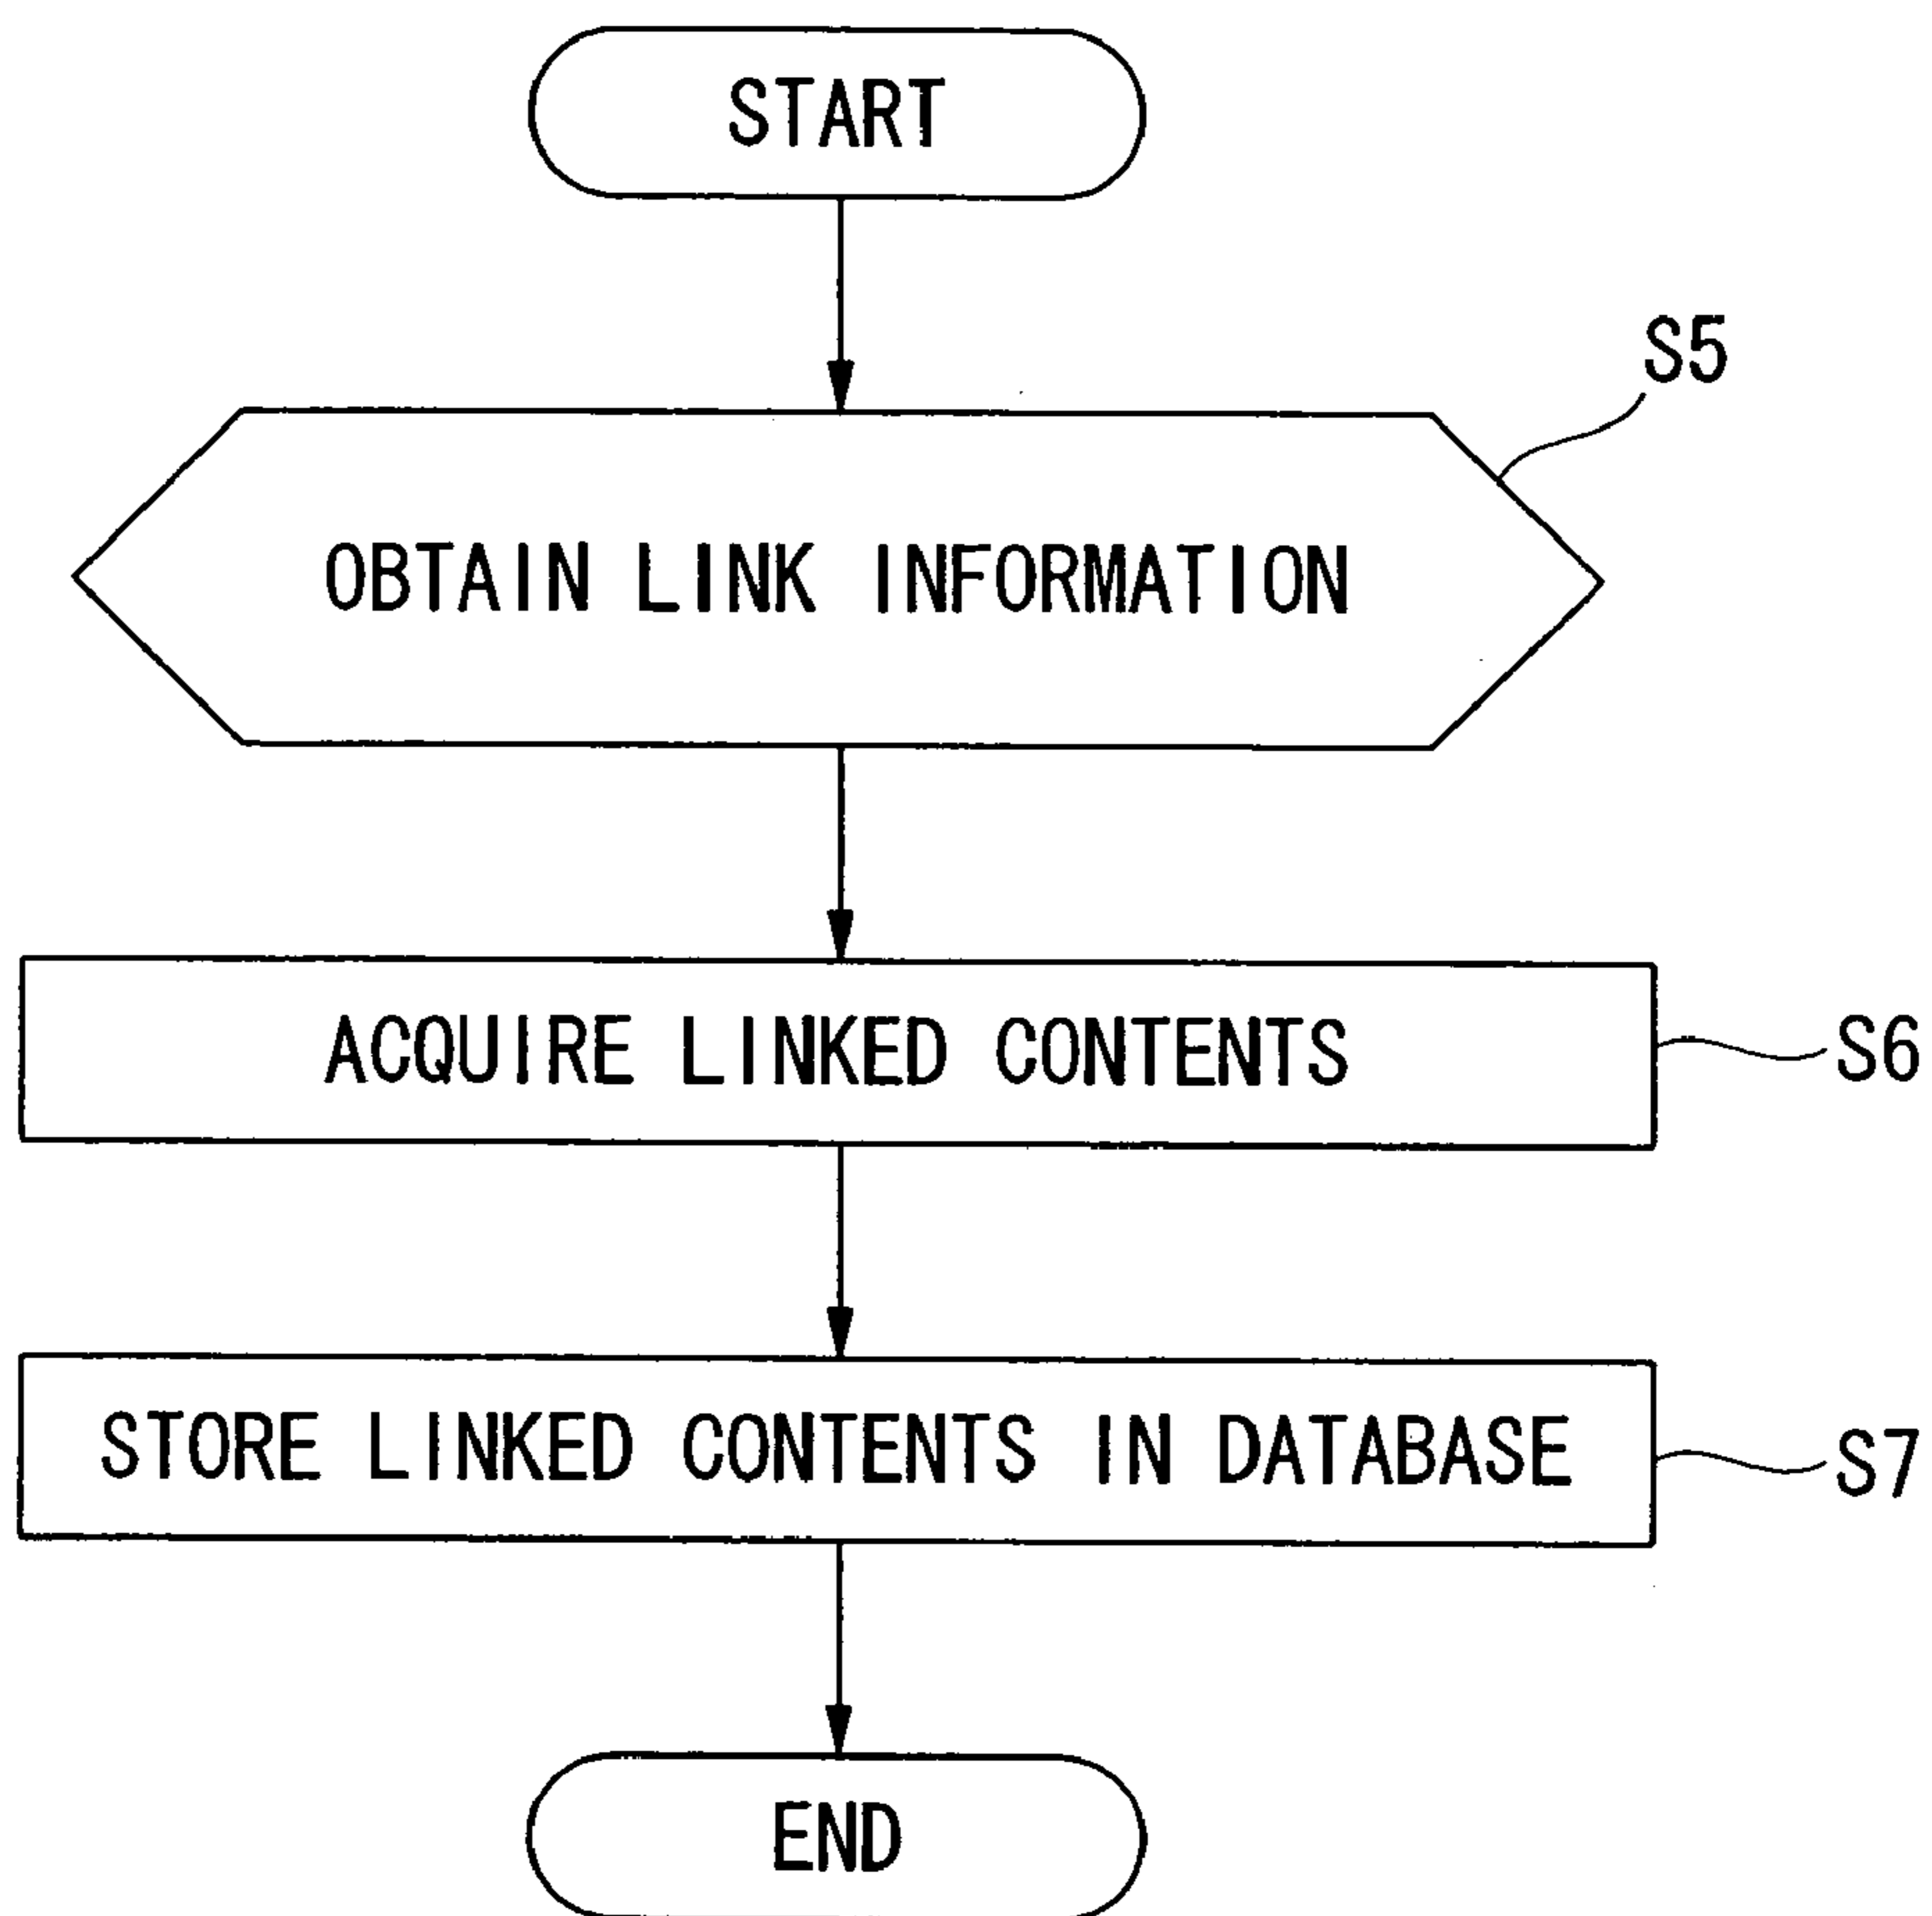 START
S5
OBTAIN LINK INFORMATION
ACQUIRE LINKED CONTENTS
S6
STORE LINKED CONTENTS IN DATABASE
S7
END